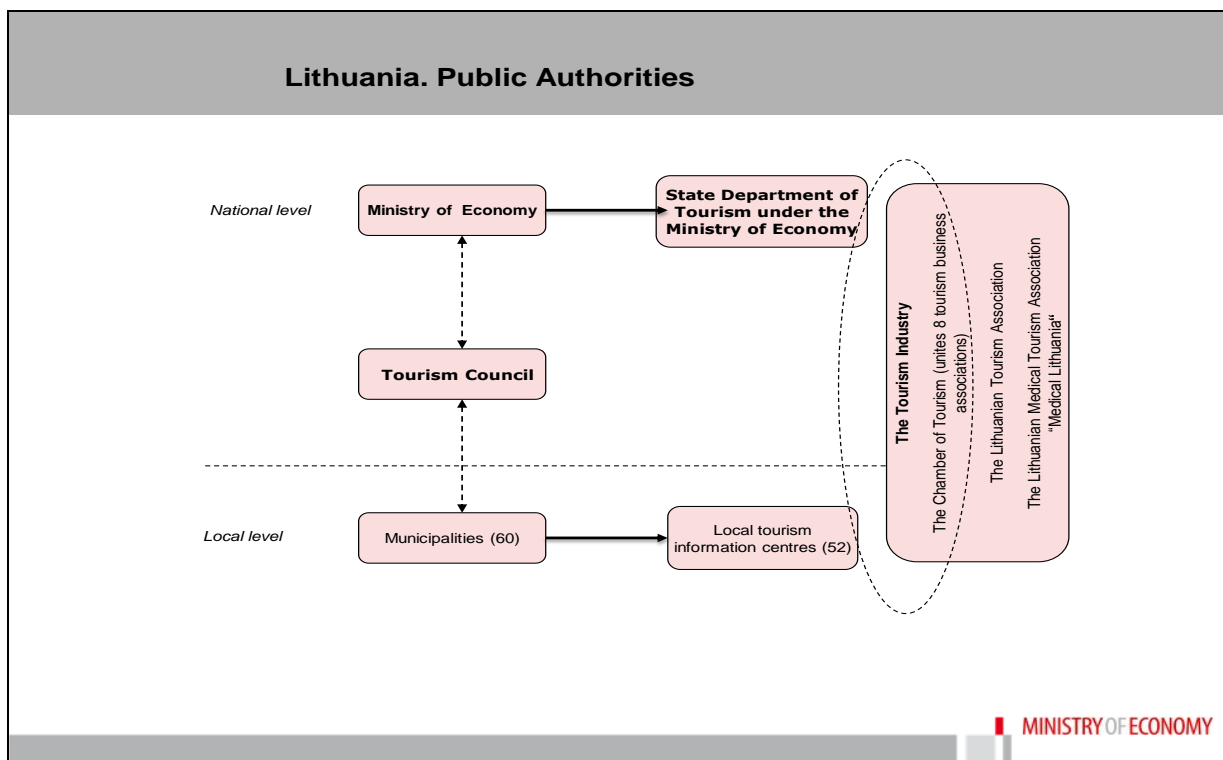 Lithuania. Public Authorities
National level
Ministry of Economy
State Department of
Tourism under the
Ministry of Economy
Tourism Council
Local level
Municipalities (60)
Local tourism
information centres (52)
The Tourism Industry
The Chamber of Tourism (unites 8 tourism business
associations)
The Lithuanian Tourism Association
The Lithuanian Medical Tourism Association
“Medical Lithuania“
MINISTRY OF ECONOMY